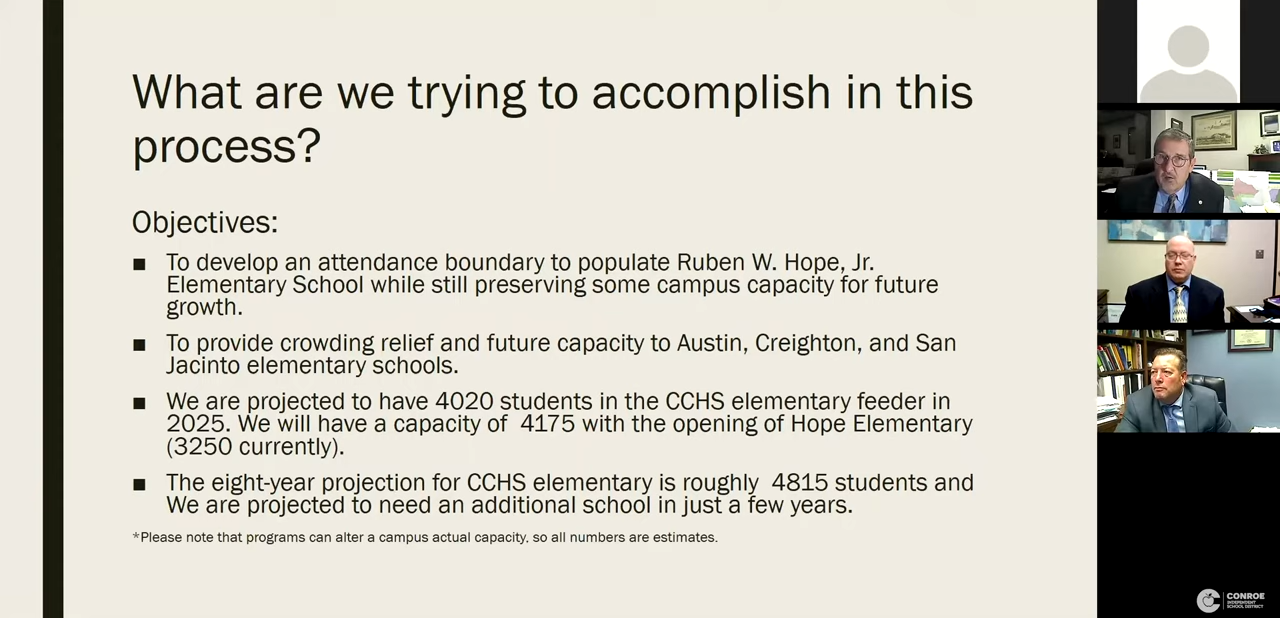 What are we trying to accomplish in this
process?
Objectives:
■ To develop an attendance boundary to populate Ruben W. Hope, Jr.
Elementary School while still preserving some campus capacity for future
growth.
■ To provide crowding relief and future capacity to Austin, Creighton, and San
Jacinto elementary schools.
■ We are projected to have 4020 students in the CCHS elementary feeder in
2025. We will have a capacity of  4175 with the opening of Hope Elementary
(3250 currently).
■ The eight-year projection for CCHS elementary is roughly  4815 students and
We are projected to need an additional school in just a few years.
*Please note that programs can alter a campus actual capacity, so all numbers are estimates.
CONROE
INDEPENDENT
SCHOOL DISTRICT